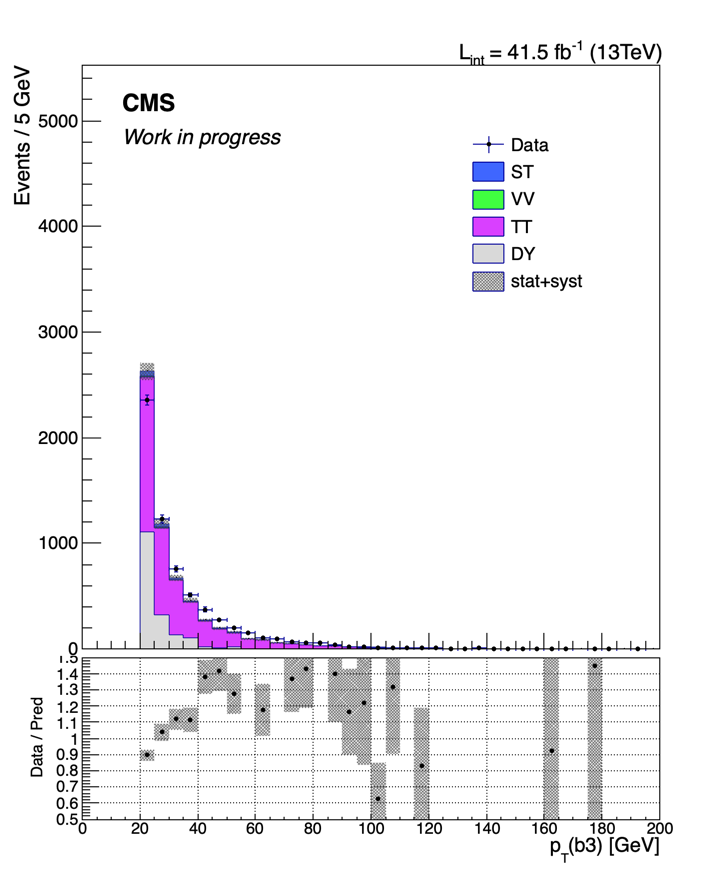 L_int = 41.5 fb^-1 (13TeV)
Events / 5 GeV
CMS
Work in progress
Data
ST
VV
TT
DY
stat+syst
5000
4000
3000
2000
1000
0
Data / Pred
1.5
1.4
1.3
1.2
1.1
1
0.9
0.8
0.7
0.6
0.5
0 20 40 60 80 100 120 140 160 180 200
p_T(b3) [GeV]